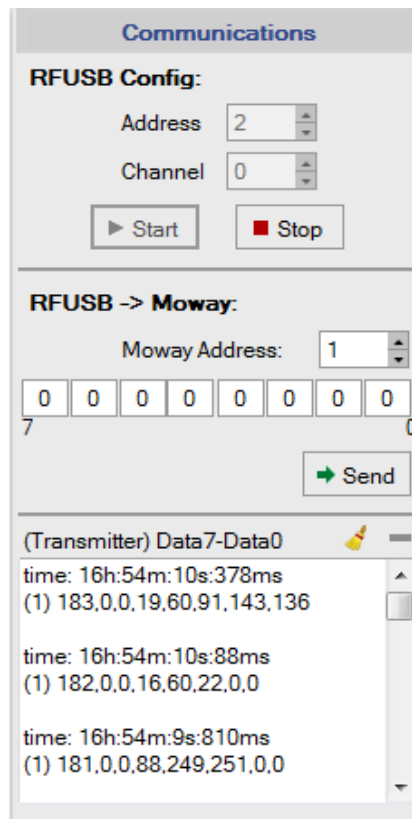 Communications
RFUSB Config:
Address 2
Channel 0
Start Stop
RFUSB -> Moway:
Moway Address: 1
0 0 0 0 0 0 0 0
7 0
Send
(Transmitter) Data7-Data0
time: 16h:54m:10s:378ms
(1) 183,0,0,19,60,91,143,136
time: 16h:54m:10s:88ms
(1) 182,0,0,16,60,22,0,0
time: 16h:54m:9s:810ms
(1) 181,0,0,88,249,251,0,0